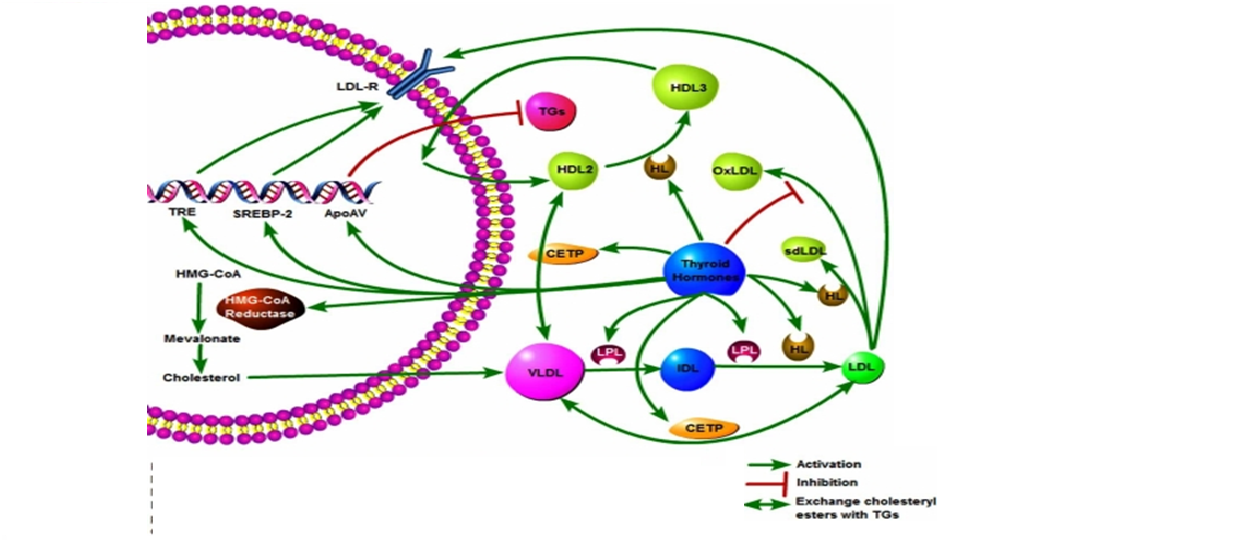 LDL-R
HDL3
TGs
HDL2
HL
OxLDL
TRE
SREBP-2
ApoAV
CETP
Thyroid
Hormones
sdLDL
HMG-CoA
HMG-CoA
Reductase
HL
Mevalonate
LPL
LPL
HL
Cholesterol
VLDL
IDL
LDL
CETP
Activation
Inhibition
Exchange cholesteryl
esters with TGs